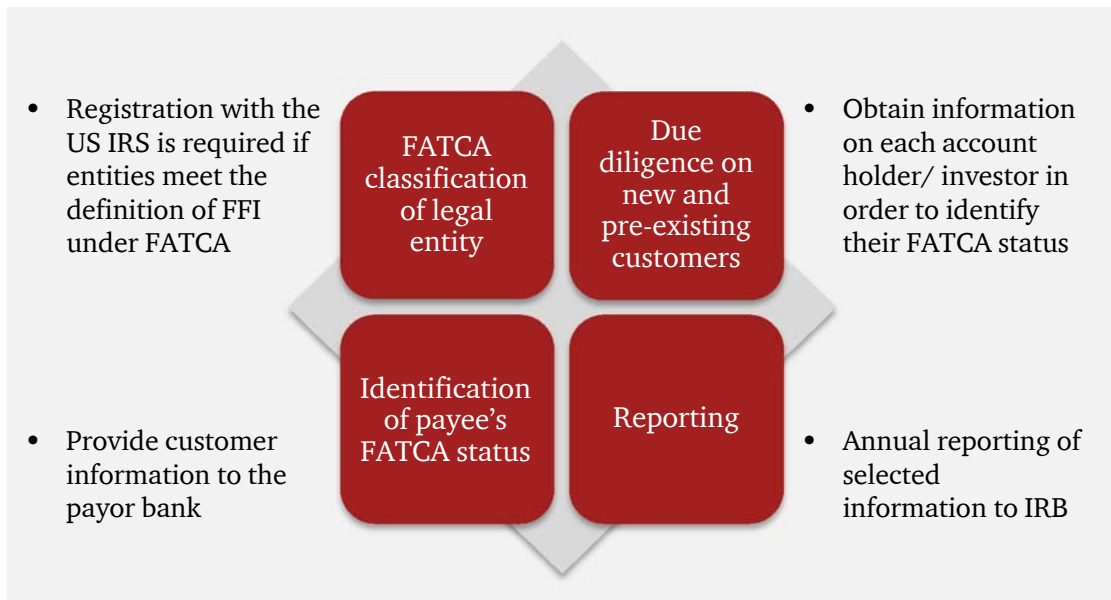 • Registration with the
US IRS is required if
entities meet the
definition of FFI
under FATCA
FATCA
classification
of legal
entity
Due
diligence on
new and
pre-existing
customers
• Obtain information
on each account
holder/ investor in
order to identify
their FATCA status
• Provide customer
information to the
payor bank
Identification
of payee’s
FATCA status
Reporting
• Annual reporting of
selected
information to IRB